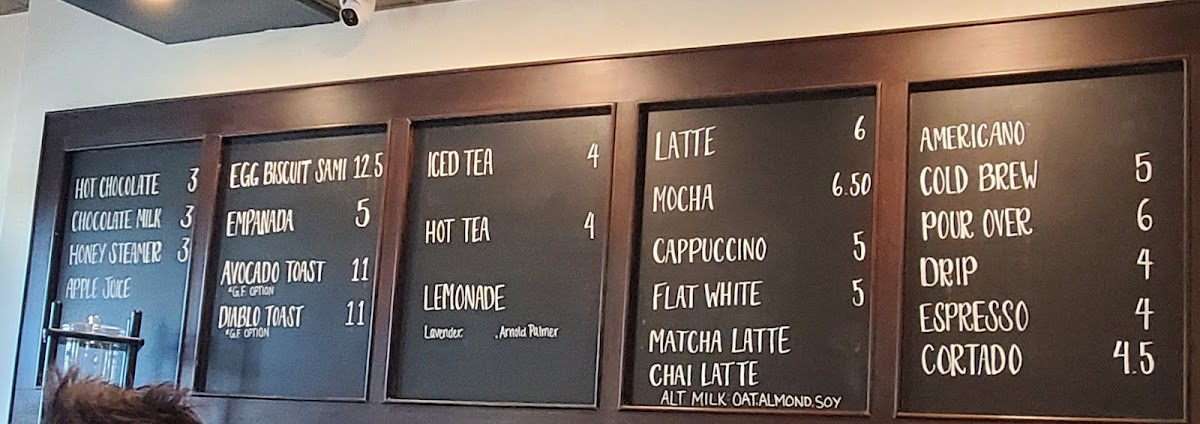 HOT CHOCOLATE 3
CHOCOLATE MILK 3
HONEY STEAMER 3
APPLE JUICE
EGG BISCUIT SAMI 12.5
EMPANADA 5
AVOCADO TOAST 11
*G.F. OPTION
DIABLO TOAST 11
*G.F. OPTION
ICED TEA 4
HOT TEA 4
LEMONADE
Lavender. . Arnold Palmer
LATTE 6
MOCHA 6.50
CAPPUCCINO 5
FLAT WHITE 5
MATCHA LATTE
CHAI LATTE
ALT MILK OAT.ALMOND.SOY
AMERICANO
COLD BREW 5
POUR OVER 6
DRIP 4
ESPRESSO 4
CORTADO 4.5